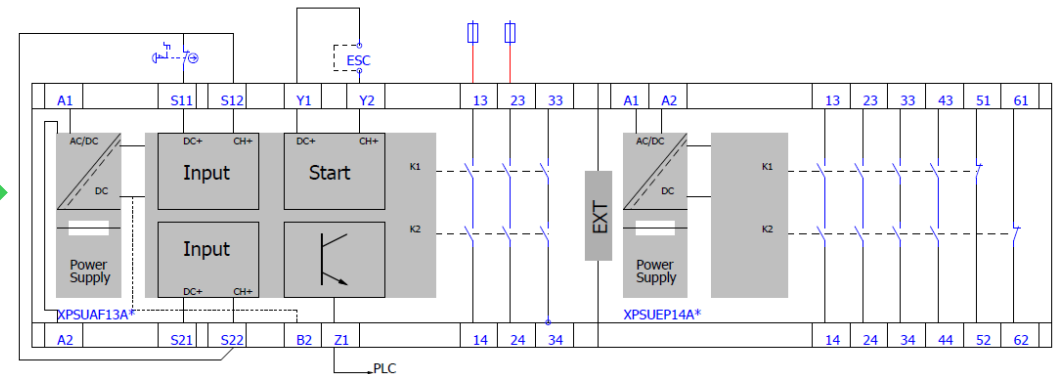 ESC
A1 S11 S12 Y1 Y2 13 23 33 A1 A2 13 23 33 43 51 61
AC/DC DC+ CH+ DC+ CH+ AC/DC
Input Start K1 K1
DC DC
EXT
Input K2 K2
Power Supply Power Supply
DC+ CH+
XPSUAF13A* XPSUEP14A*
A2 S21 S22 B2 Z1 14 24 34 14 24 34 44 52 62
PLC